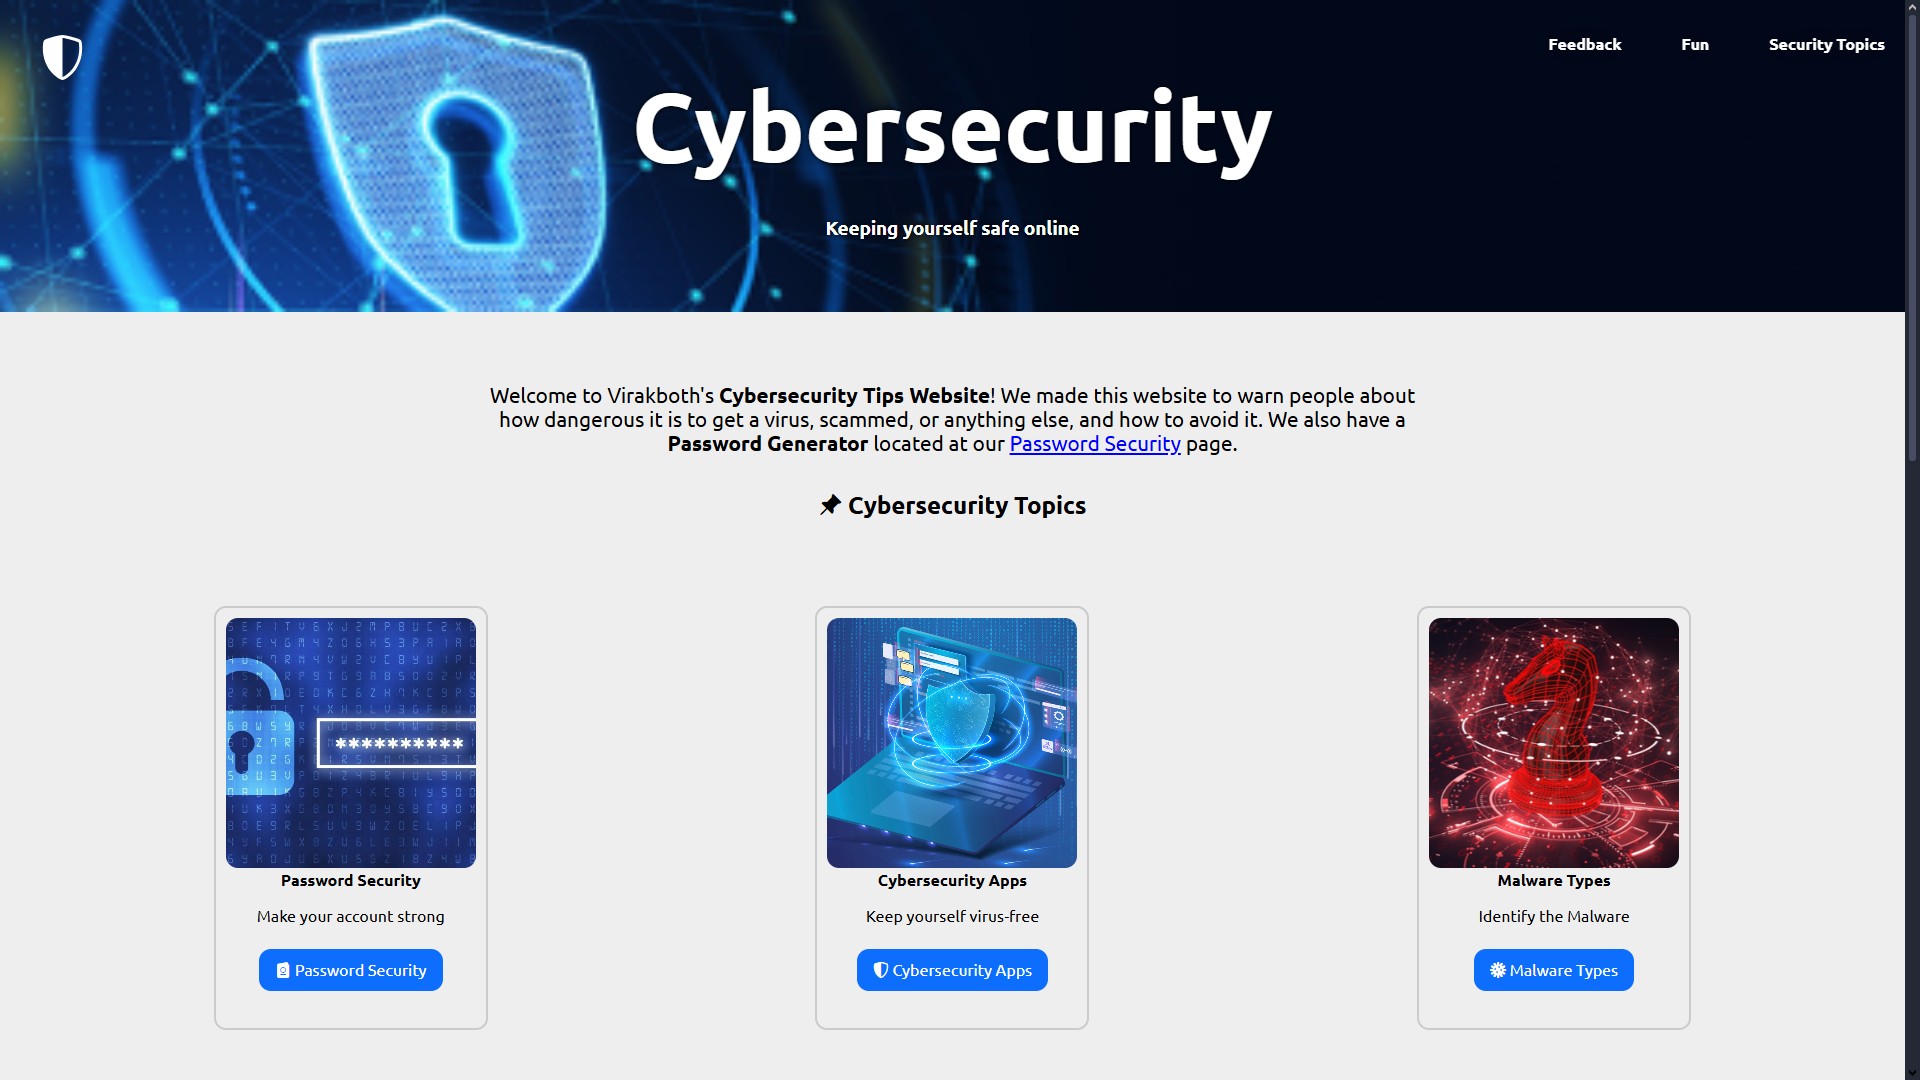 Feedback
Fun
Security Topics
Cybersecurity
Keeping yourself safe online
Welcome to Virakboth's Cybersecurity Tips Website! We made this website to warn people about
how dangerous it is to get a virus, scammed, or anything else, and how to avoid it. We also have a
Password Generator located at our Password Security page.
Cybersecurity Topics
**********
Password Security
Make your account strong
Password Security
Cybersecurity Apps
Keep yourself virus-free
Cybersecurity Apps
Malware Types
Identify the Malware
Malware Types